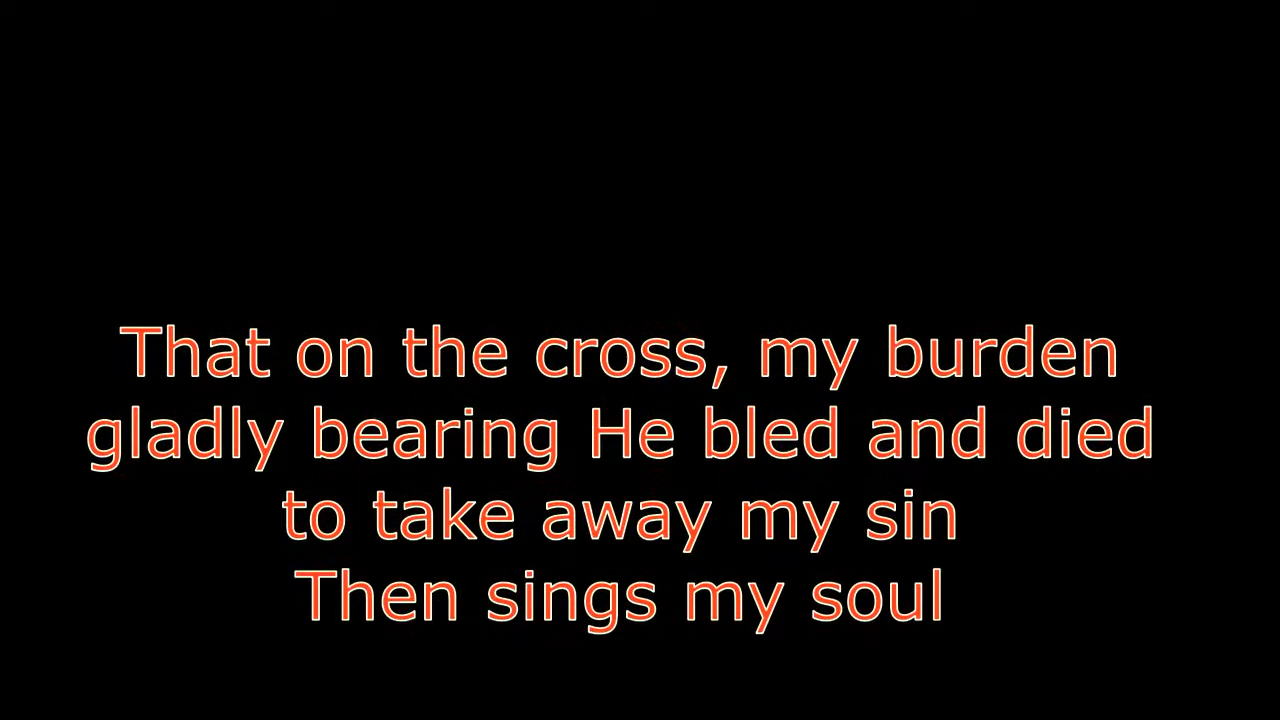 That on the cross, my burden
gladly bearing He bled and died
to take away my sin
Then sings my soul